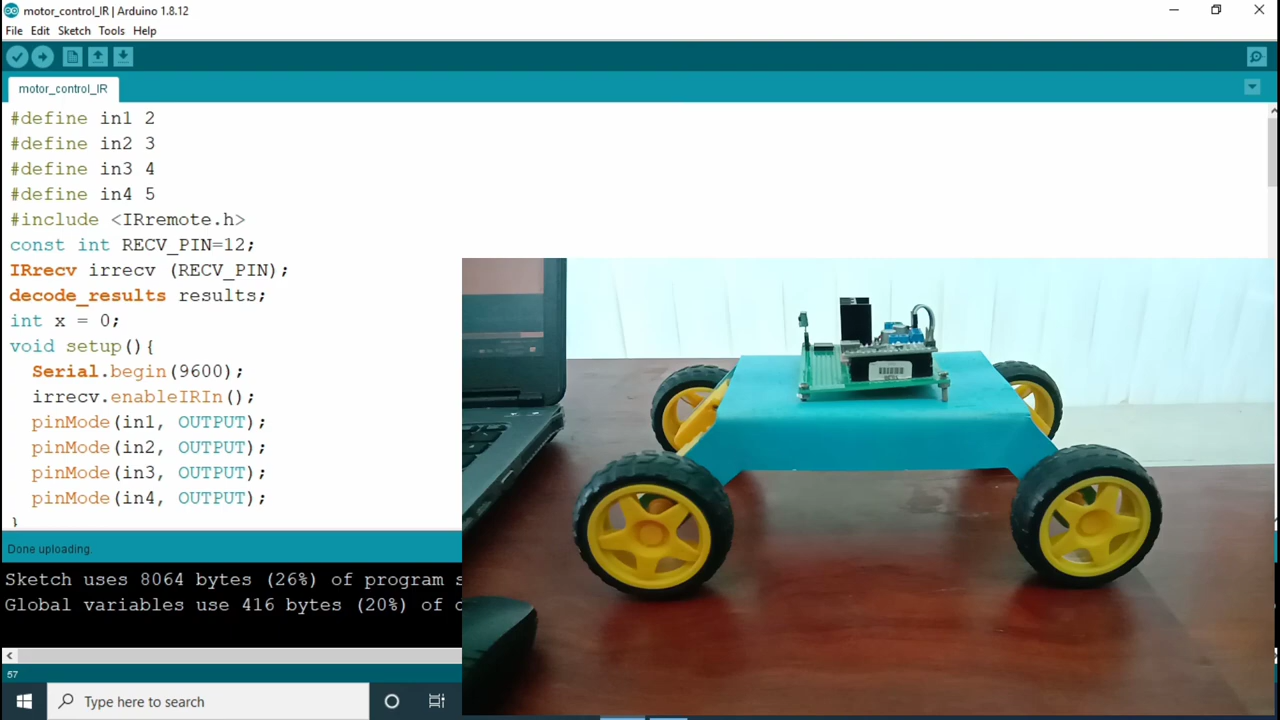 motor_control_IR | Arduino 1.8.12
File Edit Sketch Tools Help
motor_control_IR
#define in1 2
#define in2 3
#define in3 4
#define in4 5
#include <IRremote.h>
const int RECV_PIN=12;
IRrecv irrecv (RECV_PIN);
decode_results results;
int x = 0;
void setup(){
Serial.begin(9600);
irrecv.enableIRIn();
pinMode(in1, OUTPUT);
pinMode(in2, OUTPUT);
pinMode(in3, OUTPUT);
pinMode(in4, OUTPUT);
}
Done uploading.
Sketch uses 8064 bytes (26%) of program s
Global variables use 416 bytes (20%) of
57
Type here to search